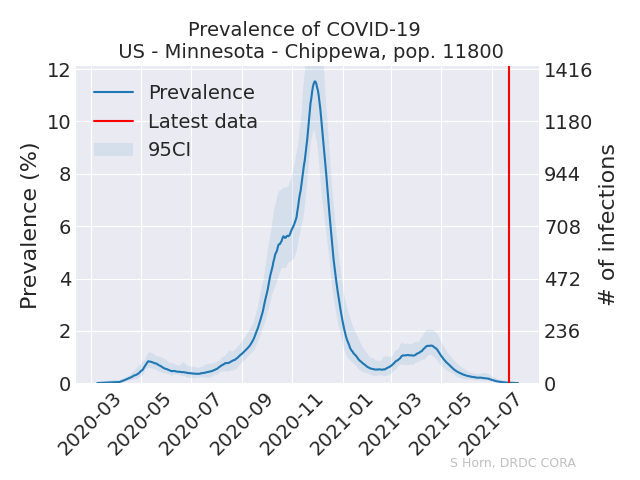 Prevalence of COVID-19
US - Minnesota - Chippewa, pop. 11800
Prevalence
Latest data
95CI
Prevalence (%)
12
10
8
6
4
2
0
# of infections
1416
1180
944
708
472
236
0
2020-03
2020-05
2020-07
2020-09
2020-11
2021-01
2021-03
2021-05
2021-07
S Horn, DRDC CORA